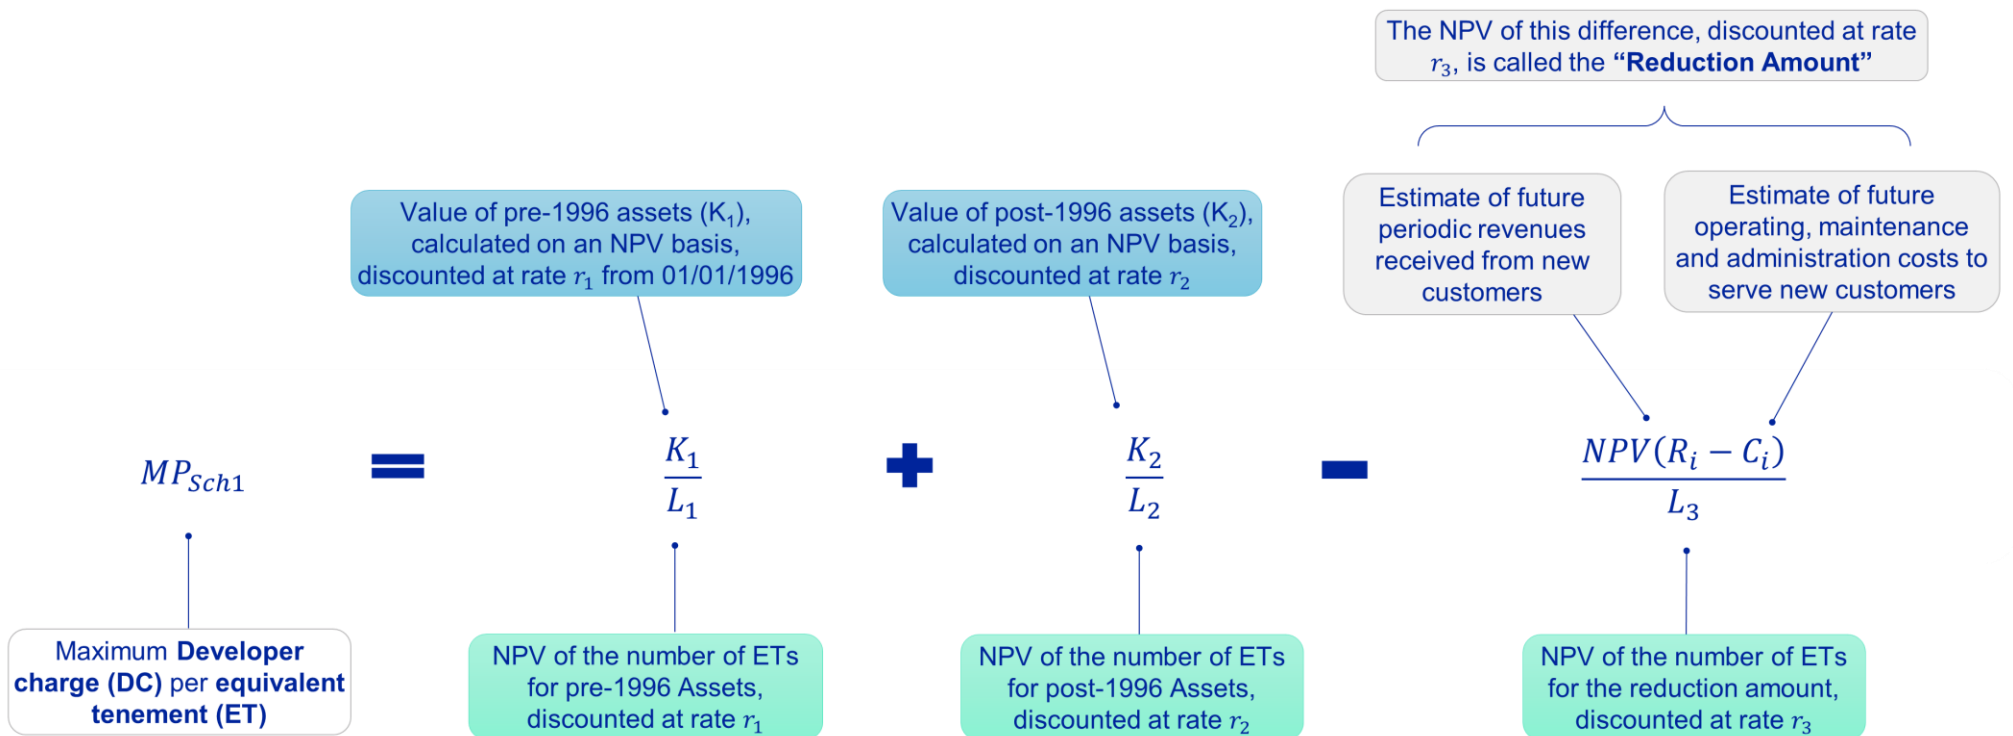 The NPV of this difference, discounted at rate
r₃, is called the “Reduction Amount”
Value of pre-1996 assets (K₁),
calculated on an NPV basis,
discounted at rate r₁ from 01/01/1996
Value of post-1996 assets (K₂),
calculated on an NPV basis,
discounted at rate r₂
Estimate of future
periodic revenues
received from new
customers
Estimate of future
operating, maintenance
and administration costs to
serve new customers
MP_Sch1 = K₁/L₁ + K₂/L₂ − NPV(Rᵢ − Cᵢ)/L₃
Maximum Developer
charge (DC) per equivalent
tenement (ET)
NPV of the number of ETs
for pre-1996 Assets,
discounted at rate r₁
NPV of the number of ETs
for post-1996 Assets,
discounted at rate r₂
NPV of the number of ETs
for the reduction amount,
discounted at rate r₃